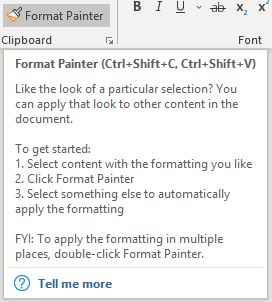 Format Painter B I U ab x₂ x²
Clipboard Font
Format Painter (Ctrl+Shift+C, Ctrl+Shift+V)
Like the look of a particular selection? You
can apply that look to other content in the
document.
To get started:
1. Select content with the formatting you like
2. Click Format Painter
3. Select something else to automatically
apply the formatting
FYI: To apply the formatting in multiple
places, double-click Format Painter.
? Tell me more